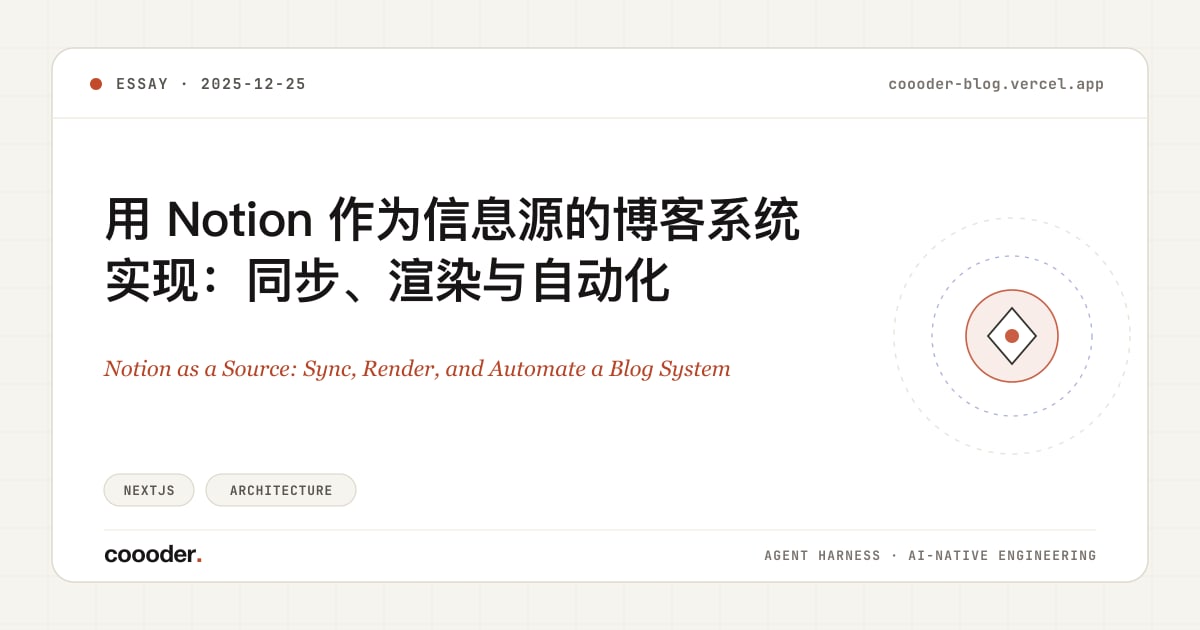 ESSAY · 2025-12-25
coooder-blog.vercel.app
用 Notion 作为信息源的博客系统
实现：同步、渲染与自动化
Notion as a Source: Sync, Render, and Automate a Blog System
NEXTJS
ARCHITECTURE
coooder.
AGENT HARNESS · AI-NATIVE ENGINEERING